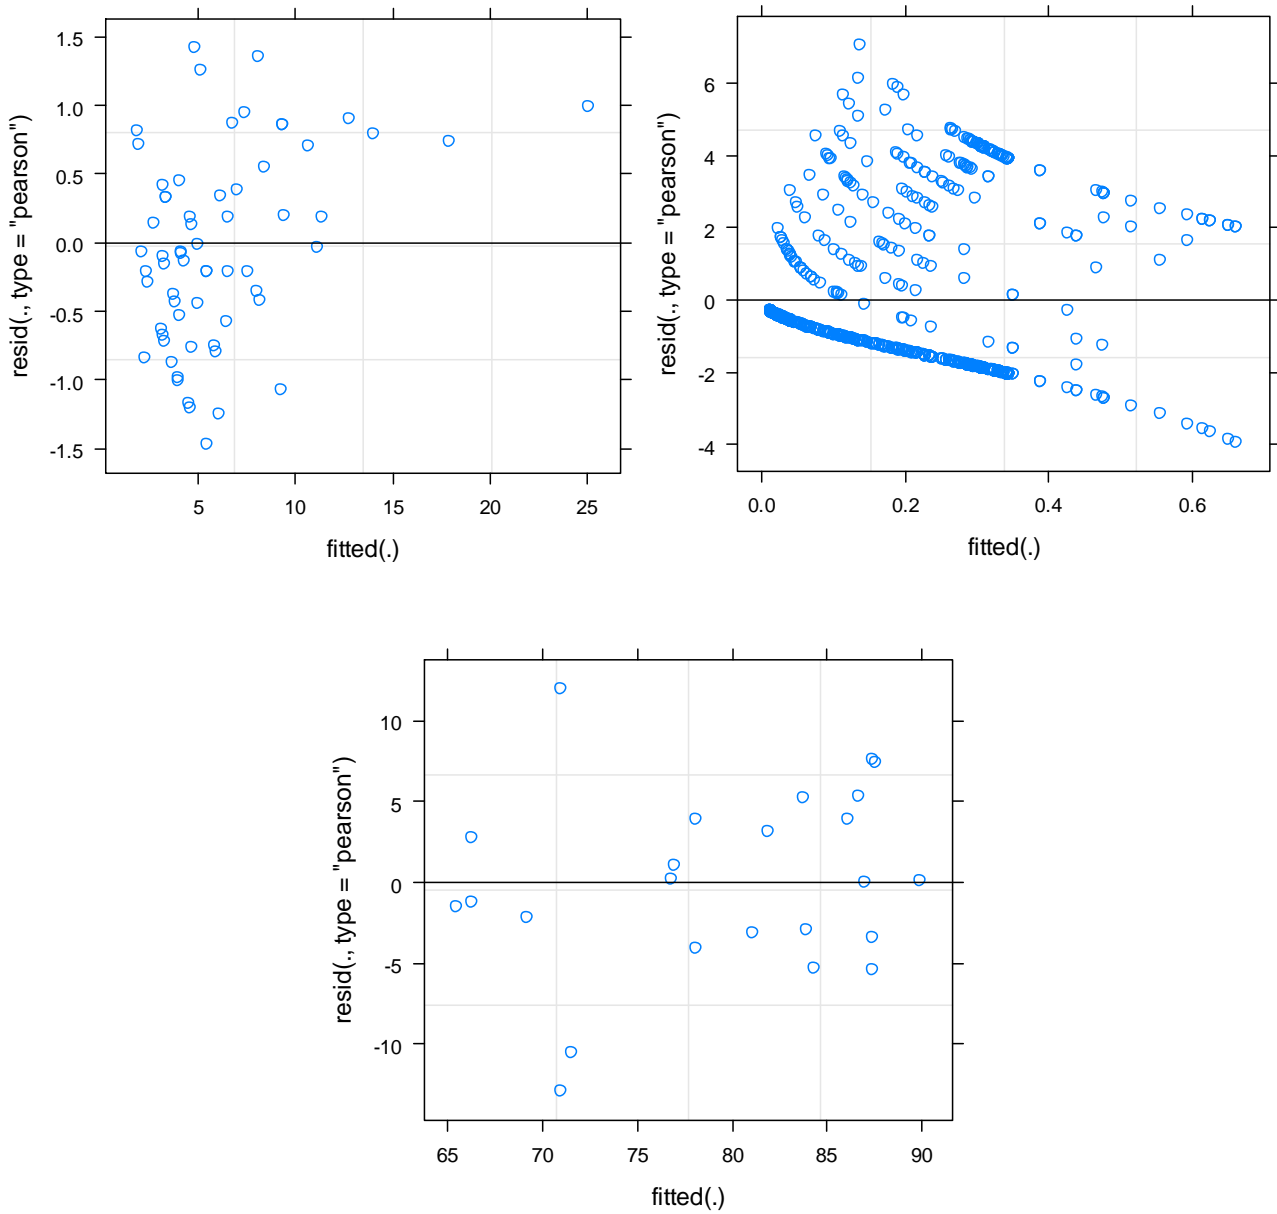 1.5
1.0
0.5
0.0
-0.5
-1.0
-1.5
resid(., type = "pearson")
5 10 15 20 25
fitted(.)
6
4
2
0
-2
-4
resid(., type = "pearson")
0.0 0.2 0.4 0.6
fitted(.)
10
5
0
-5
-10
resid(., type = "pearson")
65 70 75 80 85 90
fitted(.)